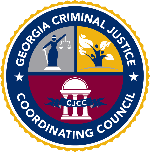 GEORGIA CRIMINAL JUSTICE
CJCC
COORDINATING COUNCIL